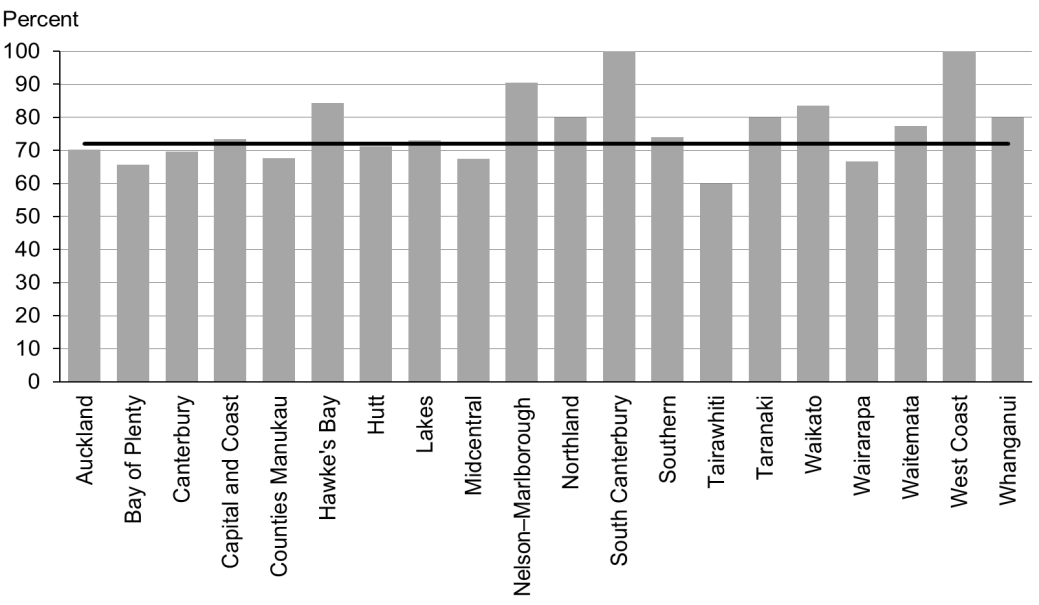 Percent
100
90
80
70
60
50
40
30
20
10
0
Auckland
Bay of Plenty
Canterbury
Capital and Coast
Counties Manukau
Hawke's Bay
Hutt
Lakes
Midcentral
Nelson–Marlborough
Northland
South Canterbury
Southern
Tairawhiti
Taranaki
Waikato
Wairarapa
Waitemata
West Coast
Whanganui